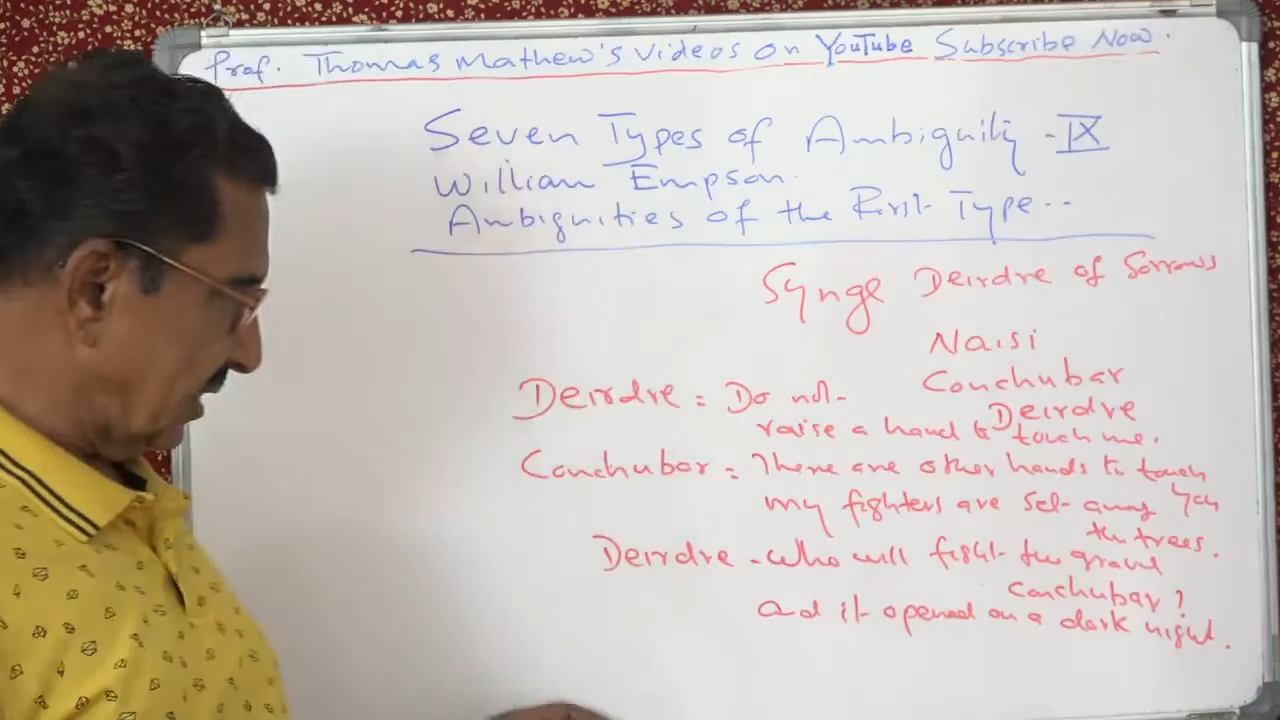 Prof. Thomas Mathew's Videos on YouTube Subscribe Now.
Seven Types of Ambiguity - IX
William Empson.
Ambiguities of the First Type..
Synge Deirdre of Sorrows
Naisi
Conchubar
Deirdre
Deirdre = Do not
raise a hand to touch me.
Conchubar = There are other hands to touch
you
my fighters are set among
the trees.
Deirdre - who will fight the grave
Conchubar?
and it opened on a dark night.